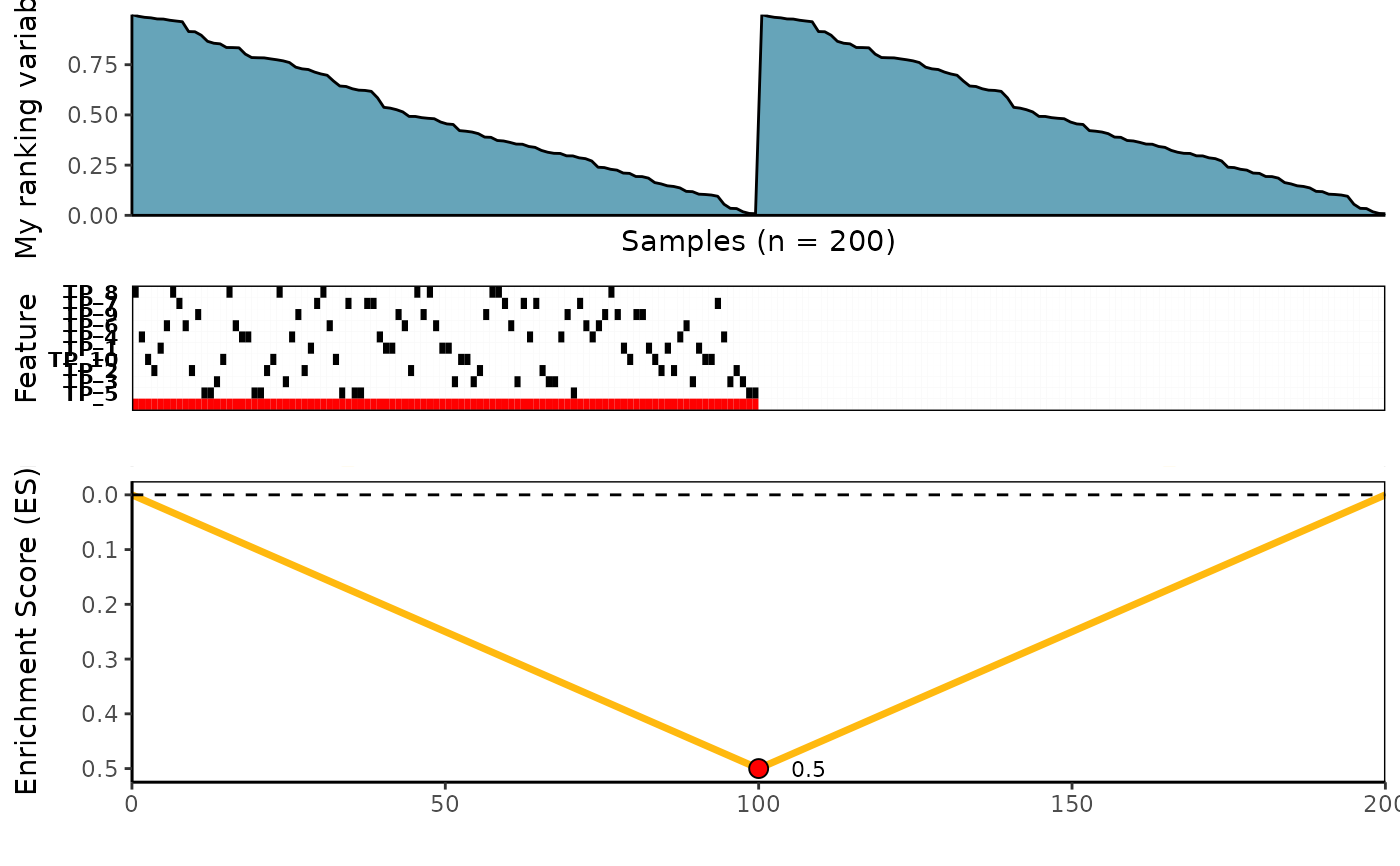 My ranking variab
0.75
0.50
0.25
0.00
Samples (n = 200)
Feature
TP_8
TP_7
TP_9
TP_6
TP_4
TP_1
TP_10
TP_2
TP_3
TP_5
Enrichment Score (ES)
0.0
0.1
0.2
0.3
0.4
0.5
0.5
0
50
100
150
200